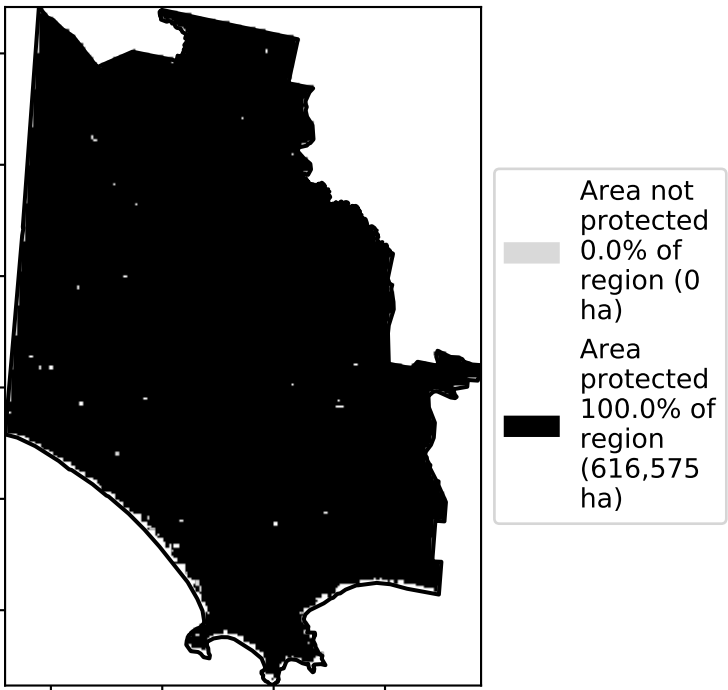 Area not
protected
0.0% of
region (0
ha)
Area
protected
100.0% of
region
(616,575
ha)